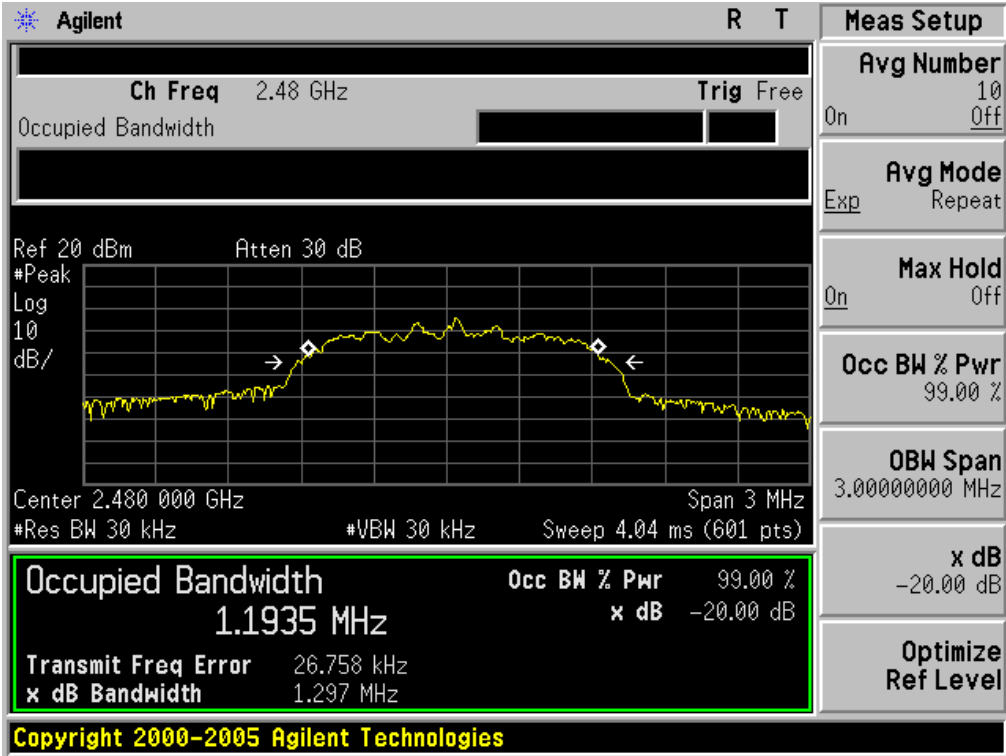 Agilent
R T
Meas Setup
Ch Freq 2.48 GHz
Trig Free
Occupied Bandwidth
Ref 20 dBm
Atten 30 dB
#Peak
Log
10
dB/
Center 2.480 000 GHz
Span 3 MHz
#Res BW 30 kHz
#VBW 30 kHz
Sweep 4.04 ms (601 pts)
Occupied Bandwidth
1.1935 MHz
Occ BW % Pwr 99.00 %
x dB -20.00 dB
Transmit Freq Error 26.758 kHz
x dB Bandwidth 1.297 MHz
Avg Number
10
On Off
Avg Mode
Exp Repeat
Max Hold
On Off
Occ BW % Pwr
99.00 %
OBW Span
3.00000000 MHz
x dB
-20.00 dB
Optimize
Ref Level
Copyright 2000-2005 Agilent Technologies